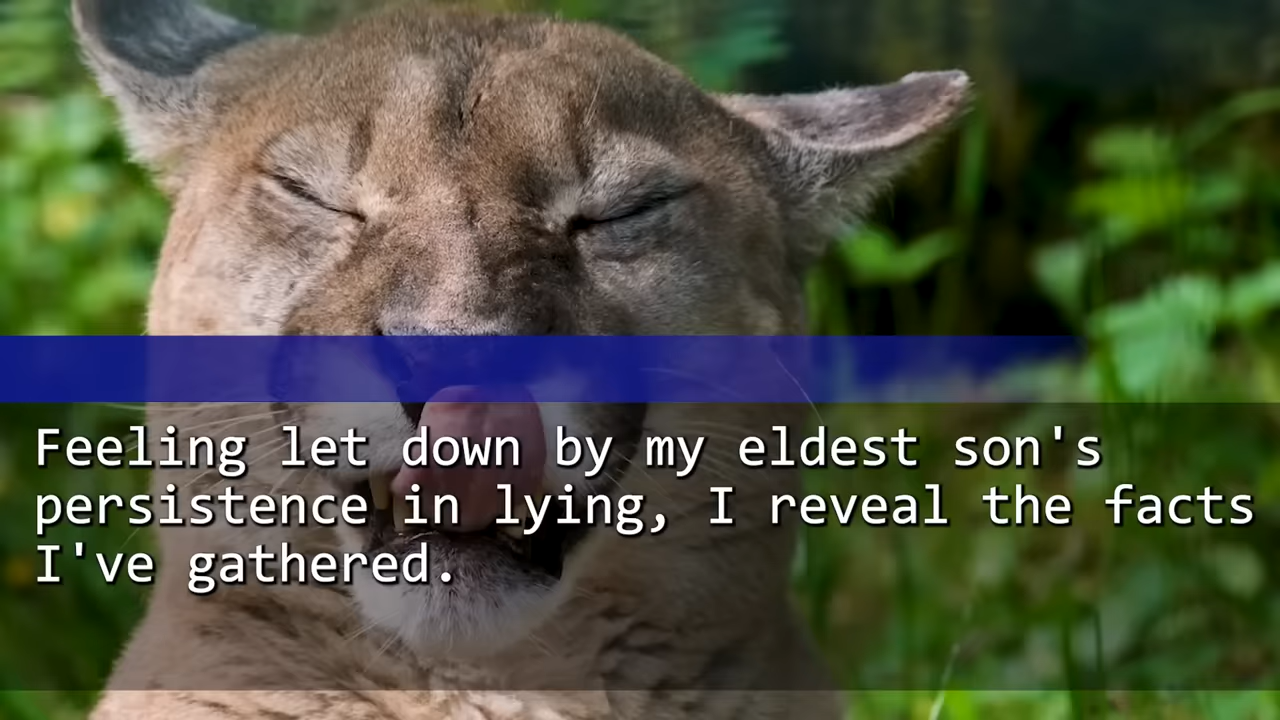 Feeling let down by my eldest son's
persistence in lying, I reveal the facts
I've gathered.